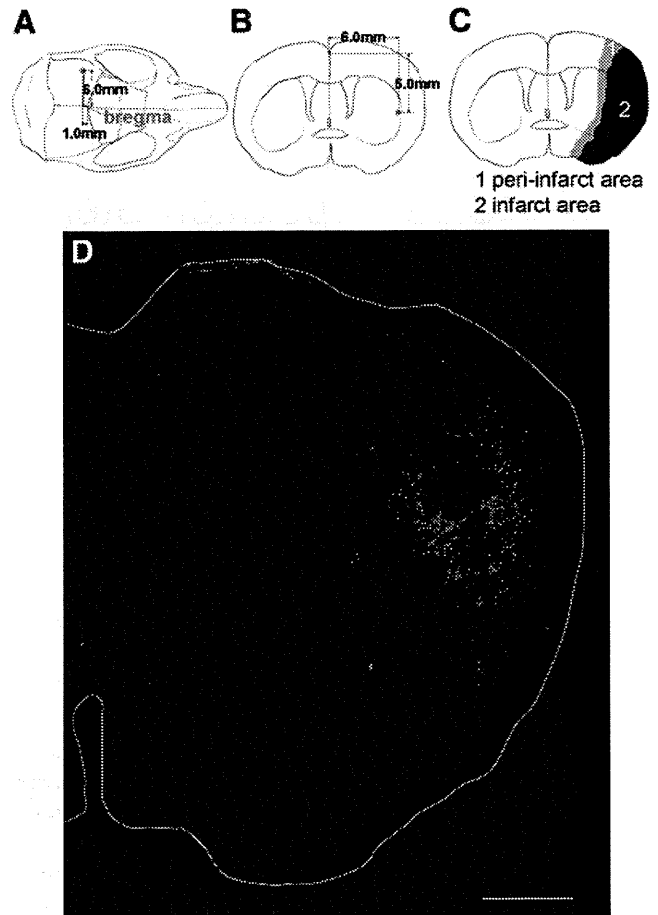 A
B
C
6.0mm
1.0mm
bregma
6.0mm
5.0mm
2
1 peri-infarct area
2 infarct area
D